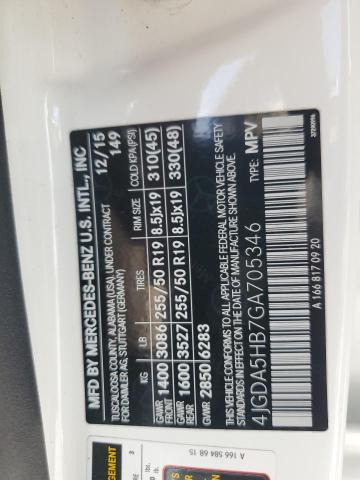 MFD BY MERCEDES-BENZ U.S. INTL., INC
TUSCALOOSA COUNTY, ALABAMA (USA), UNDER CONTRACT
FOR DAIMLER AG, STUTTGART (GERMANY)
12/15
149
KG LB TIRES RIM SIZE COLD KPA(PSI)
GAWR FRONT 1400 3086 255/50 R19 8.5Jx19 310(45)
GAWR REAR 1600 3527 255/50 R19 8.5Jx19 330(48)
GVWR 2850 6283
THIS VEHICLE CONFORMS TO ALL APPLICABLE FEDERAL MOTOR VEHICLE SAFETY
AND THEFT PREVENTION STANDARDS IN EFFECT ON THE DATE OF MANUFACTURE SHOWN ABOVE.
4JGDA5HB7GA705346 TYPE: MPV
A 166 817 09 20
A 166 584 68 15
lbs.